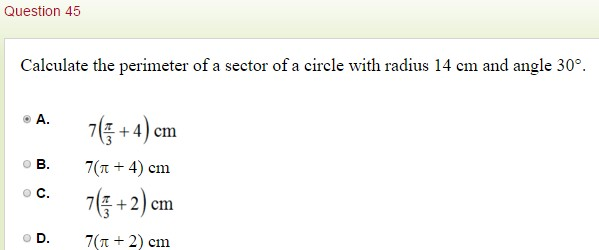 Question 45
Calculate the perimeter of a sector of a circle with radius 14 cm and angle 30°.
A. 7(π/3 + 4) cm
B. 7(π + 4) cm
C. 7(π/3 + 2) cm
D. 7(π + 2) cm